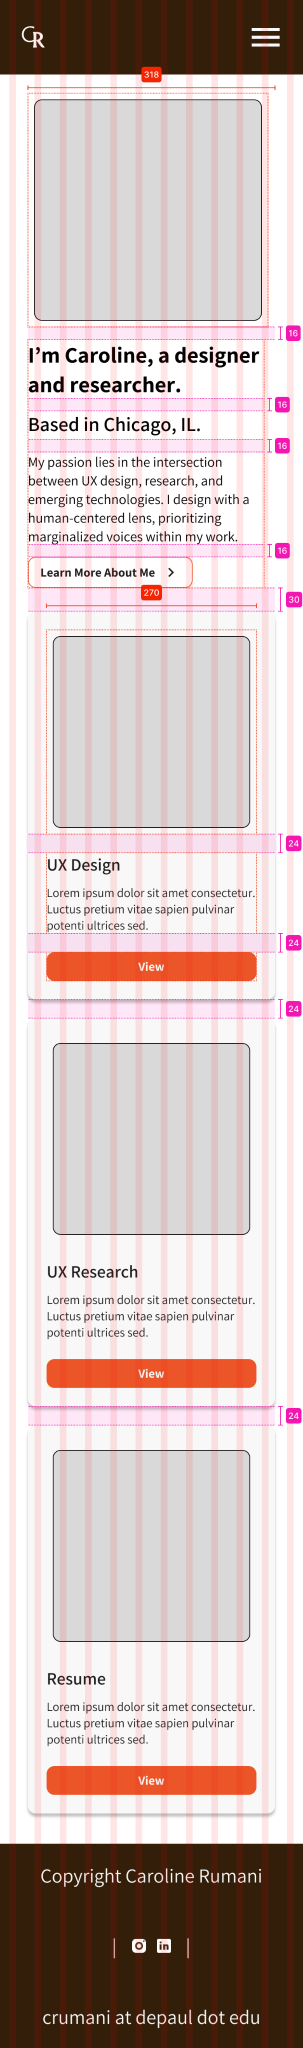 CR
318
16
I'm Caroline, a designer
and researcher.
16
Based in Chicago, IL.
16
My passion lies in the intersection
between UX design, research, and
emerging technologies. I design with a
human-centered lens, prioritizing
marginalized voices within my work.
16
Learn More About Me
270
30
24
UX Design
Lorem ipsum dolor sit amet consectetur.
Luctus pretium vitae sapien pulvinar
potenti ultrices sed.
24
View
24
UX Research
Lorem ipsum dolor sit amet consectetur.
Luctus pretium vitae sapien pulvinar
potenti ultrices sed.
View
24
Resume
Lorem ipsum dolor sit amet consectetur.
Luctus pretium vitae sapien pulvinar
potenti ultrices sed.
View
Copyright Caroline Rumani
| in |
crumani at depaul dot edu